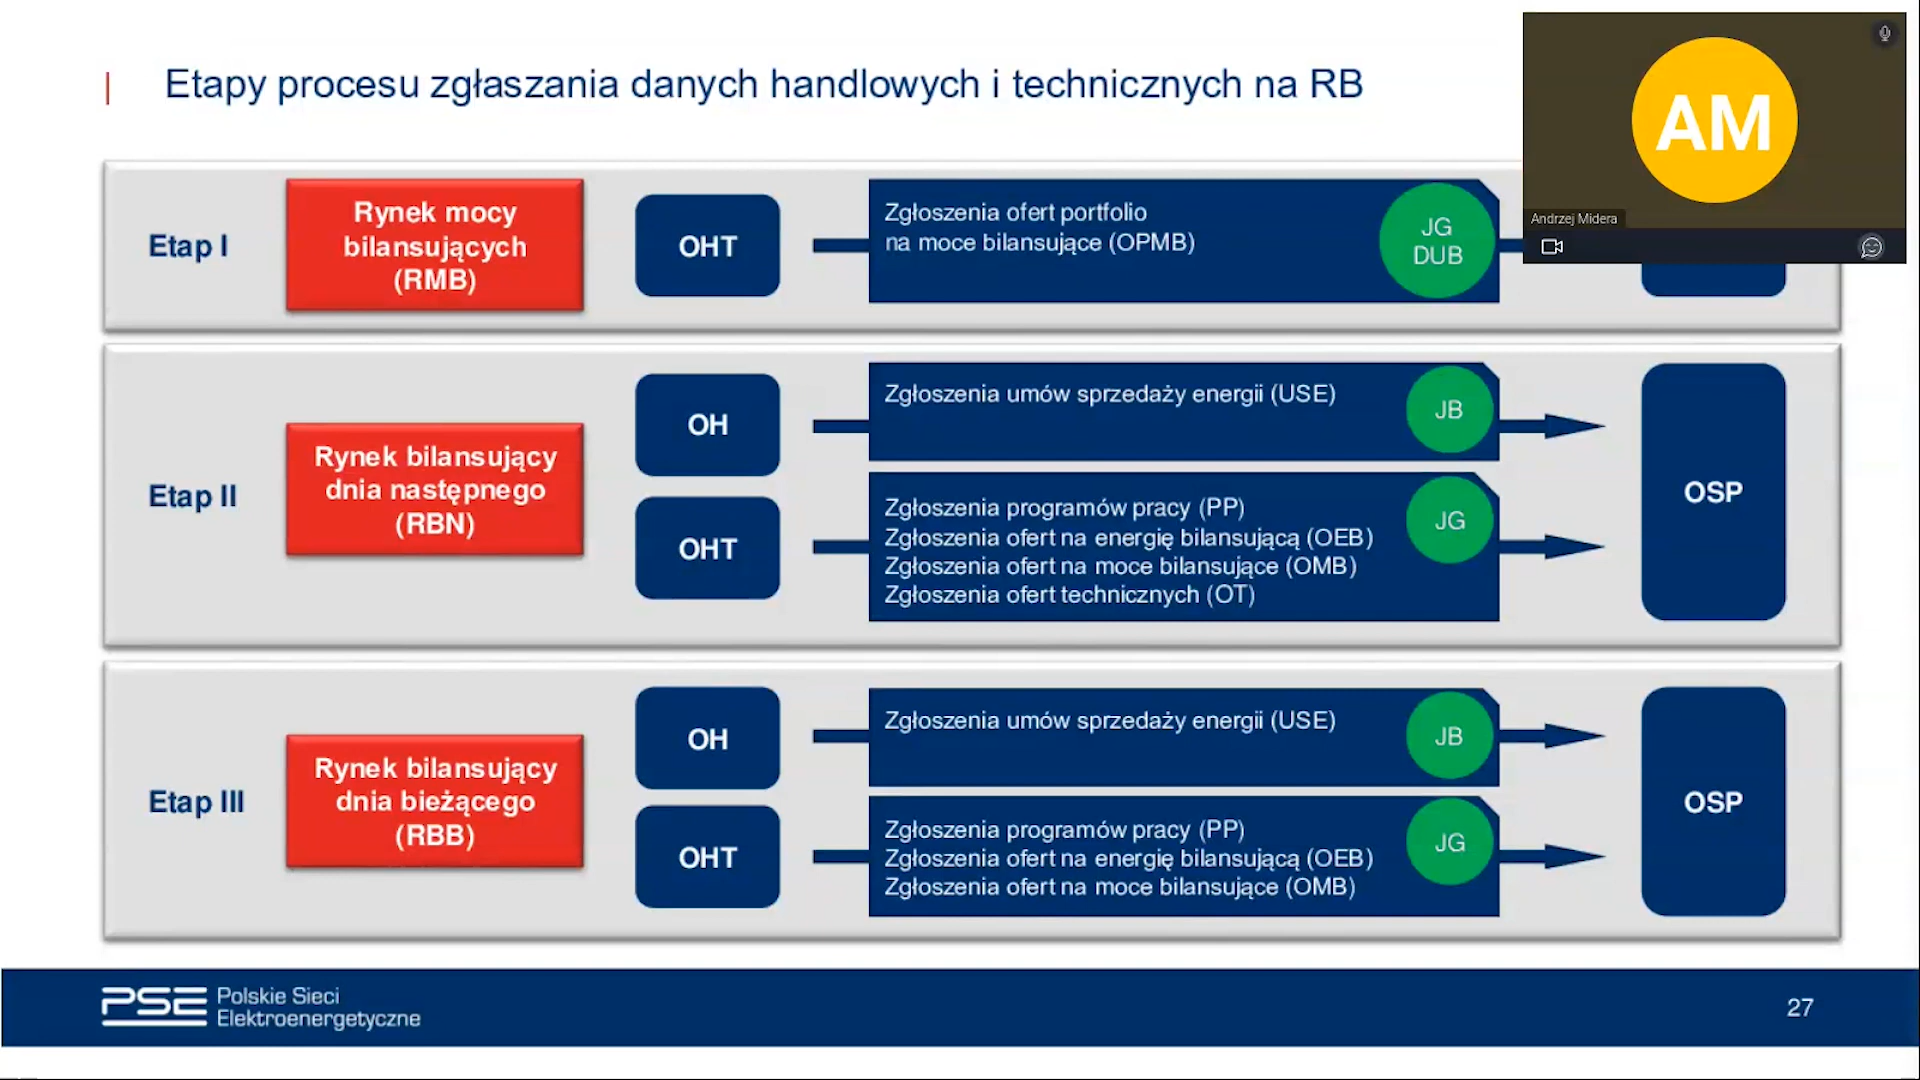 Etapy procesu zgłaszania danych handlowych i technicznych na RB
AM
Andrzej Midera
Etap I
Rynek mocy
bilansujących
(RMB)
OHT
Zgłoszenia ofert portfolio
na moce bilansujące (OPMB)
JG
DUB
Etap II
Rynek bilansujący
dnia następnego
(RBN)
OH
Zgłoszenia umów sprzedaży energii (USE)
JB
OHT
Zgłoszenia programów pracy (PP)
Zgłoszenia ofert na energię bilansującą (OEB)
Zgłoszenia ofert na moce bilansujące (OMB)
Zgłoszenia ofert technicznych (OT)
JG
OSP
Etap III
Rynek bilansujący
dnia bieżącego
(RBB)
OH
Zgłoszenia umów sprzedaży energii (USE)
JB
OHT
Zgłoszenia programów pracy (PP)
Zgłoszenia ofert na energię bilansującą (OEB)
Zgłoszenia ofert na moce bilansujące (OMB)
JG
OSP
PSE
Polskie Sieci
Elektroenergetyczne
27